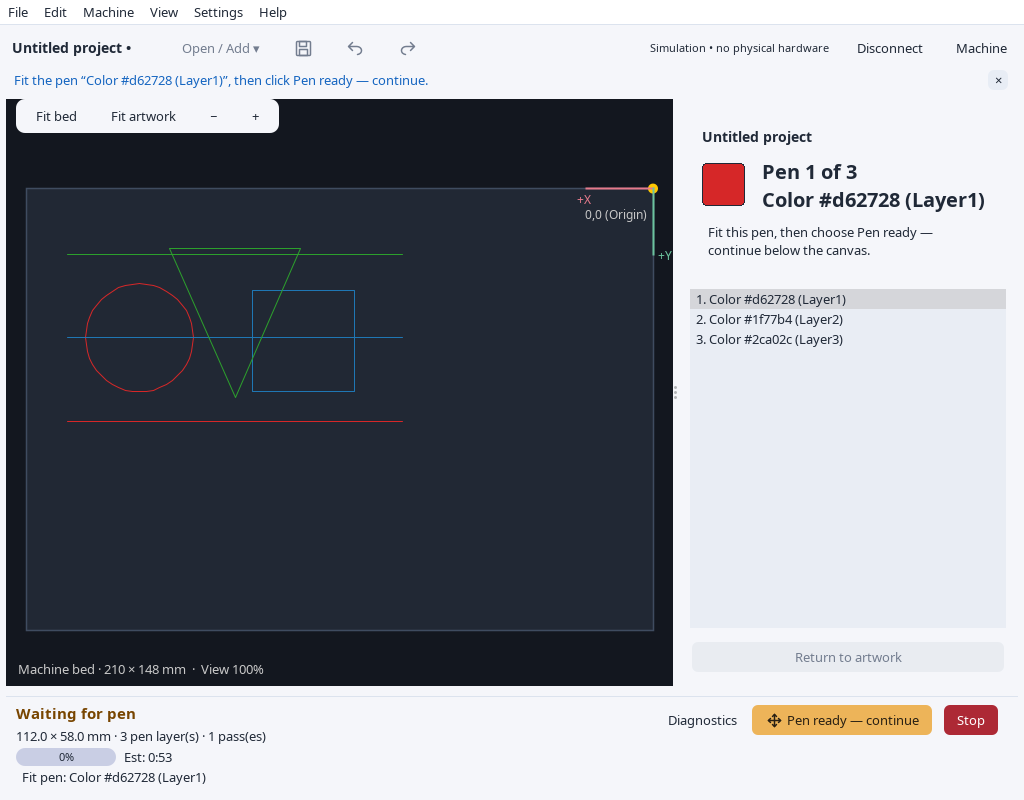 File Edit Machine View Settings Help
Untitled project • Open / Add ▾ Simulation • no physical hardware Disconnect Machine
Fit the pen “Color #d62728 (Layer1)”, then click Pen ready — continue. ×
Fit bed Fit artwork − +
+X
0,0 (Origin)
+Y
Machine bed · 210 × 148 mm · View 100%
Untitled project
Pen 1 of 3
Color #d62728 (Layer1)
Fit this pen, then choose Pen ready —
continue below the canvas.
1. Color #d62728 (Layer1)
2. Color #1f77b4 (Layer2)
3. Color #2ca02c (Layer3)
Return to artwork
Waiting for pen
112.0 × 58.0 mm · 3 pen layer(s) · 1 pass(es)
0% Est: 0:53
Fit pen: Color #d62728 (Layer1)
Diagnostics Pen ready — continue Stop